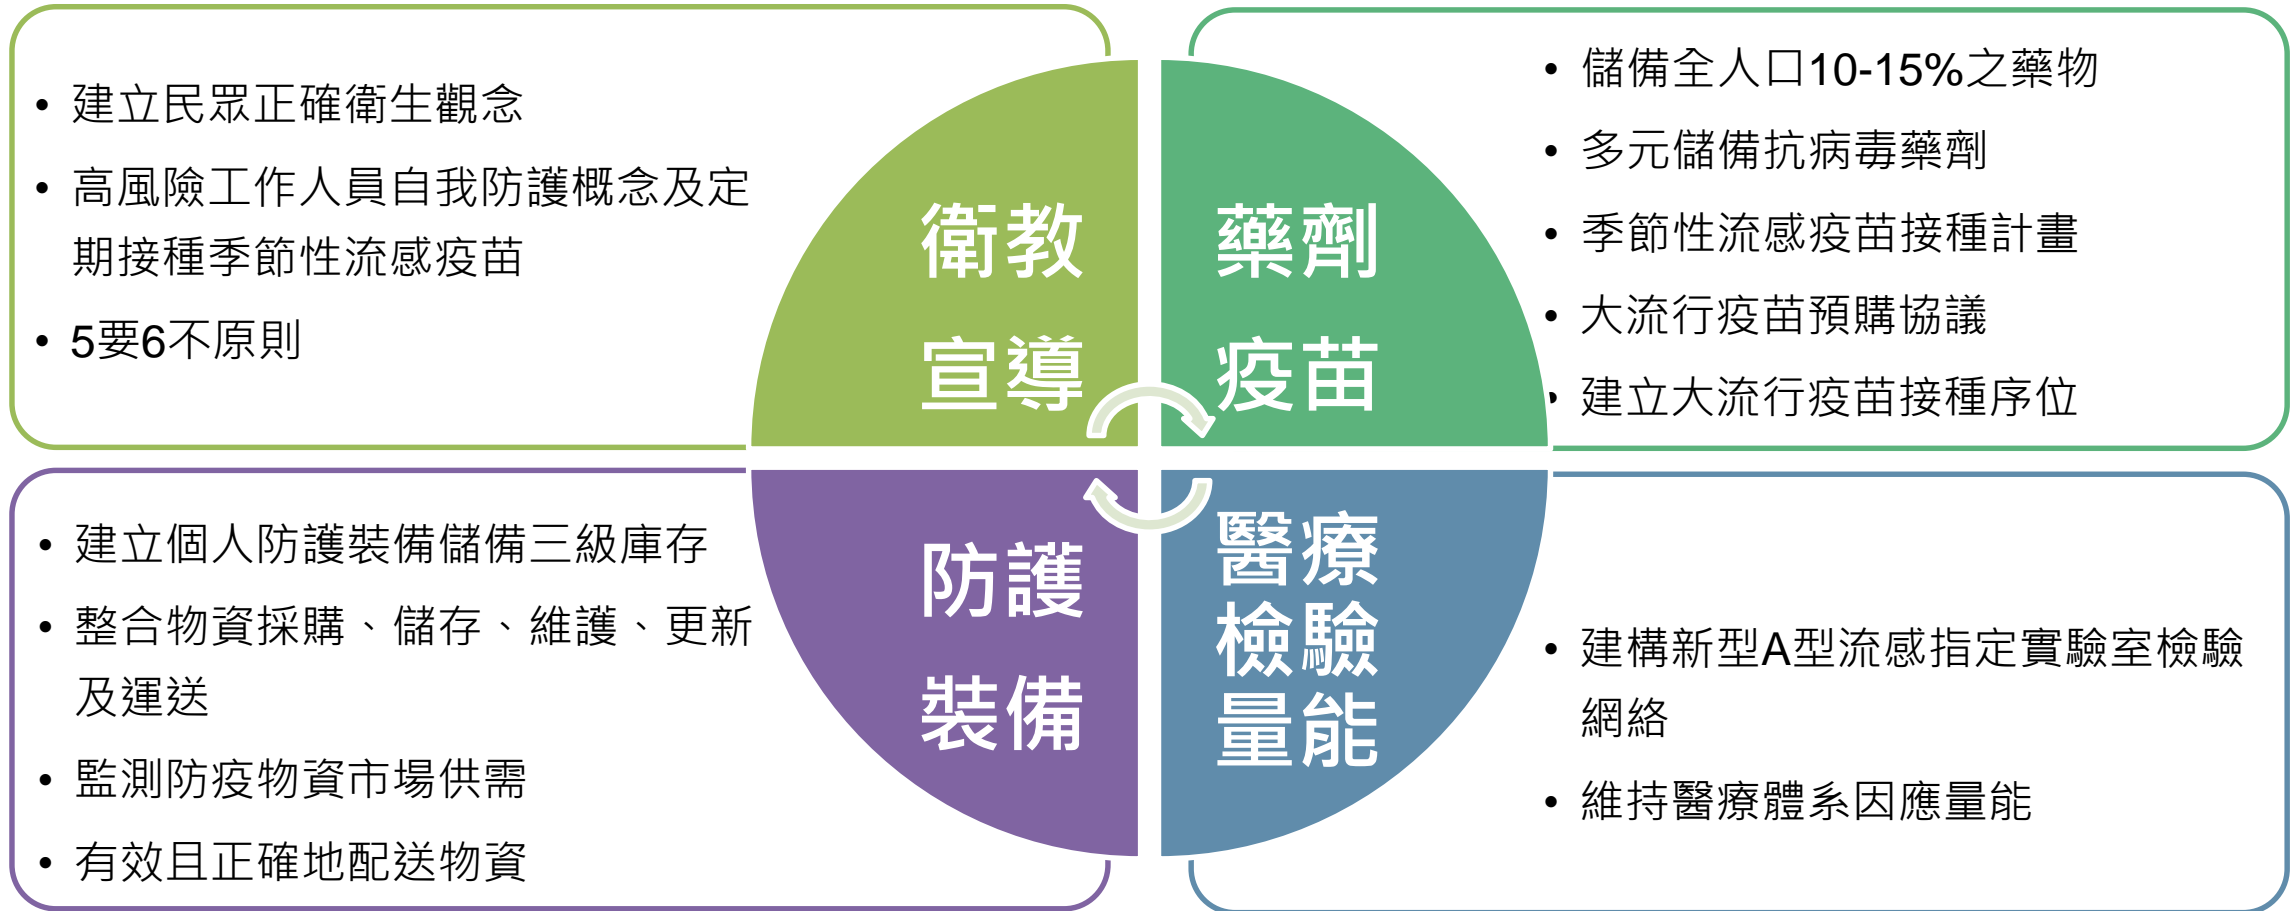 • 建立民眾正確衛生觀念
• 高風險工作人員自我防護概念及定
期接種季節性流感疫苗
• 5要6不原則
衛教
宣導
藥劑
疫苗
• 儲備全人口10-15%之藥物
• 多元儲備抗病毒藥劑
• 季節性流感疫苗接種計畫
• 大流行疫苗預購協議
• 建立大流行疫苗接種序位
• 建立個人防護裝備儲備三級庫存
• 整合物資採購、儲存、維護、更新
及運送
• 監測防疫物資市場供需
• 有效且正確地配送物資
防護
裝備
醫療
檢驗
量能
• 建構新型A型流感指定實驗室檢驗
網絡
• 維持醫療體系因應量能